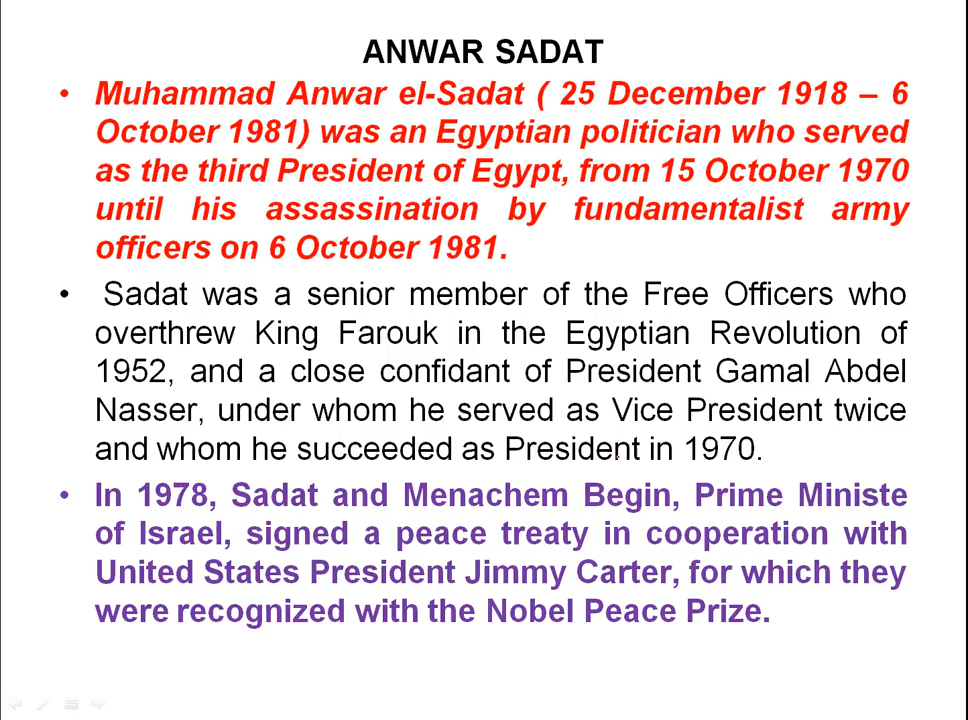 ANWAR SADAT
• Muhammad Anwar el-Sadat ( 25 December 1918 – 6
October 1981) was an Egyptian politician who served
as the third President of Egypt, from 15 October 1970
until his assassination by fundamentalist army
officers on 6 October 1981.
• Sadat was a senior member of the Free Officers who
overthrew King Farouk in the Egyptian Revolution of
1952, and a close confidant of President Gamal Abdel
Nasser, under whom he served as Vice President twice
and whom he succeeded as President in 1970.
• In 1978, Sadat and Menachem Begin, Prime Ministe
of Israel, signed a peace treaty in cooperation with
United States President Jimmy Carter, for which they
were recognized with the Nobel Peace Prize.